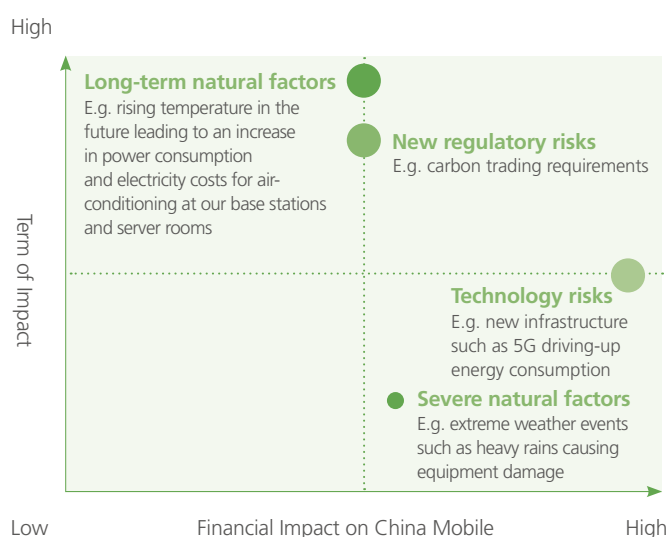 High
Long-term natural factors
E.g. rising temperature in the
future leading to an increase
in power consumption
and electricity costs for air-
conditioning at our base stations
and server rooms
New regulatory risks
E.g. carbon trading requirements
Term of Impact
Technology risks
E.g. new infrastructure
such as 5G driving-up
energy consumption
Severe natural factors
E.g. extreme weather events
such as heavy rains causing
equipment damage
Low
Financial Impact on China Mobile
High